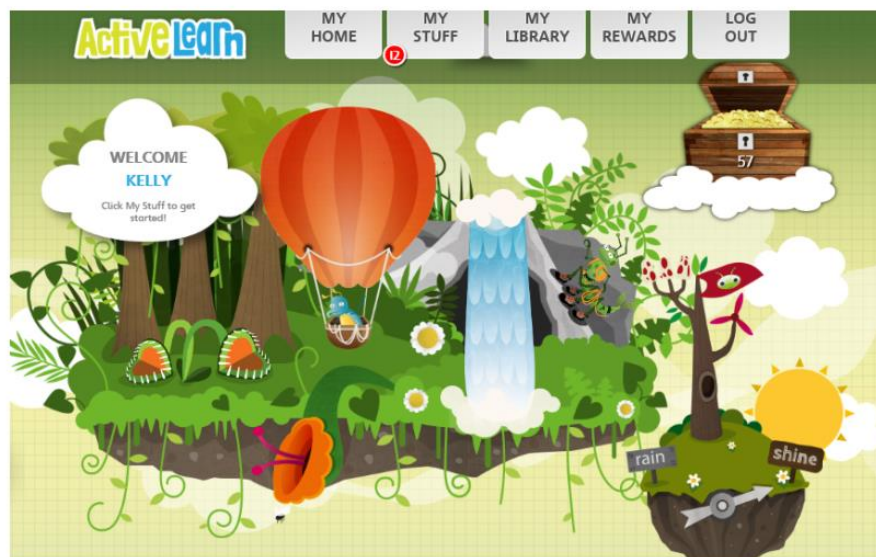 ActiveLearn
MY HOME
MY STUFF
12
MY LIBRARY
MY REWARDS
LOG OUT
57
WELCOME
KELLY
Click My Stuff to get
started!
rain
shine